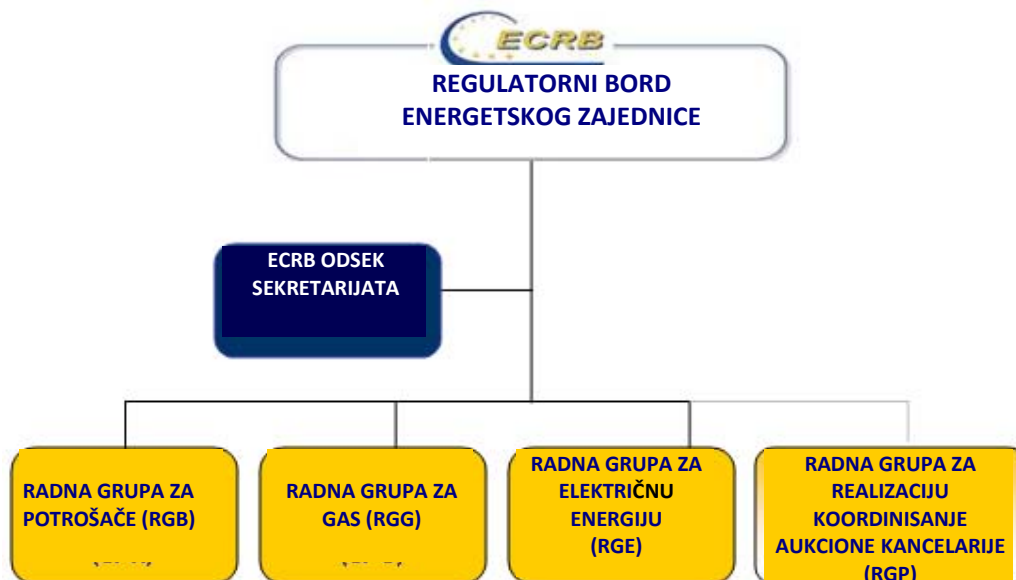 ECRB
REGULATORNI BORD
ENERGETSKOG ZAJEDNICE
ECRB ODSEK
SEKRETARIJATA
RADNA GRUPA ZA
POTROŠAČE (RGB)
RADNA GRUPA ZA
GAS (RGG)
RADNA GRUPA ZA
ELEKTRIČNU
ENERGIJU
(RGE)
RADNA GRUPA ZA
REALIZACIJU
KOORDINISANJE
AUKCIONE KANCELARIJE
(RGP)